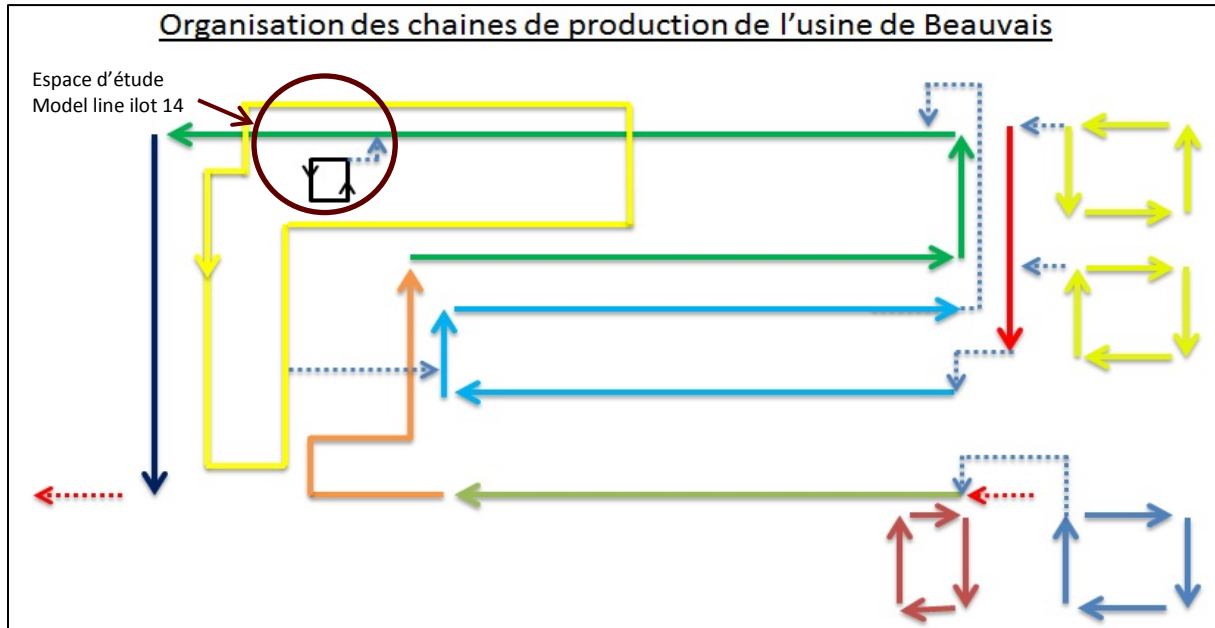 Organisation des chaines de production de l'usine de Beauvais
Espace d'étude
Model line ilot 14